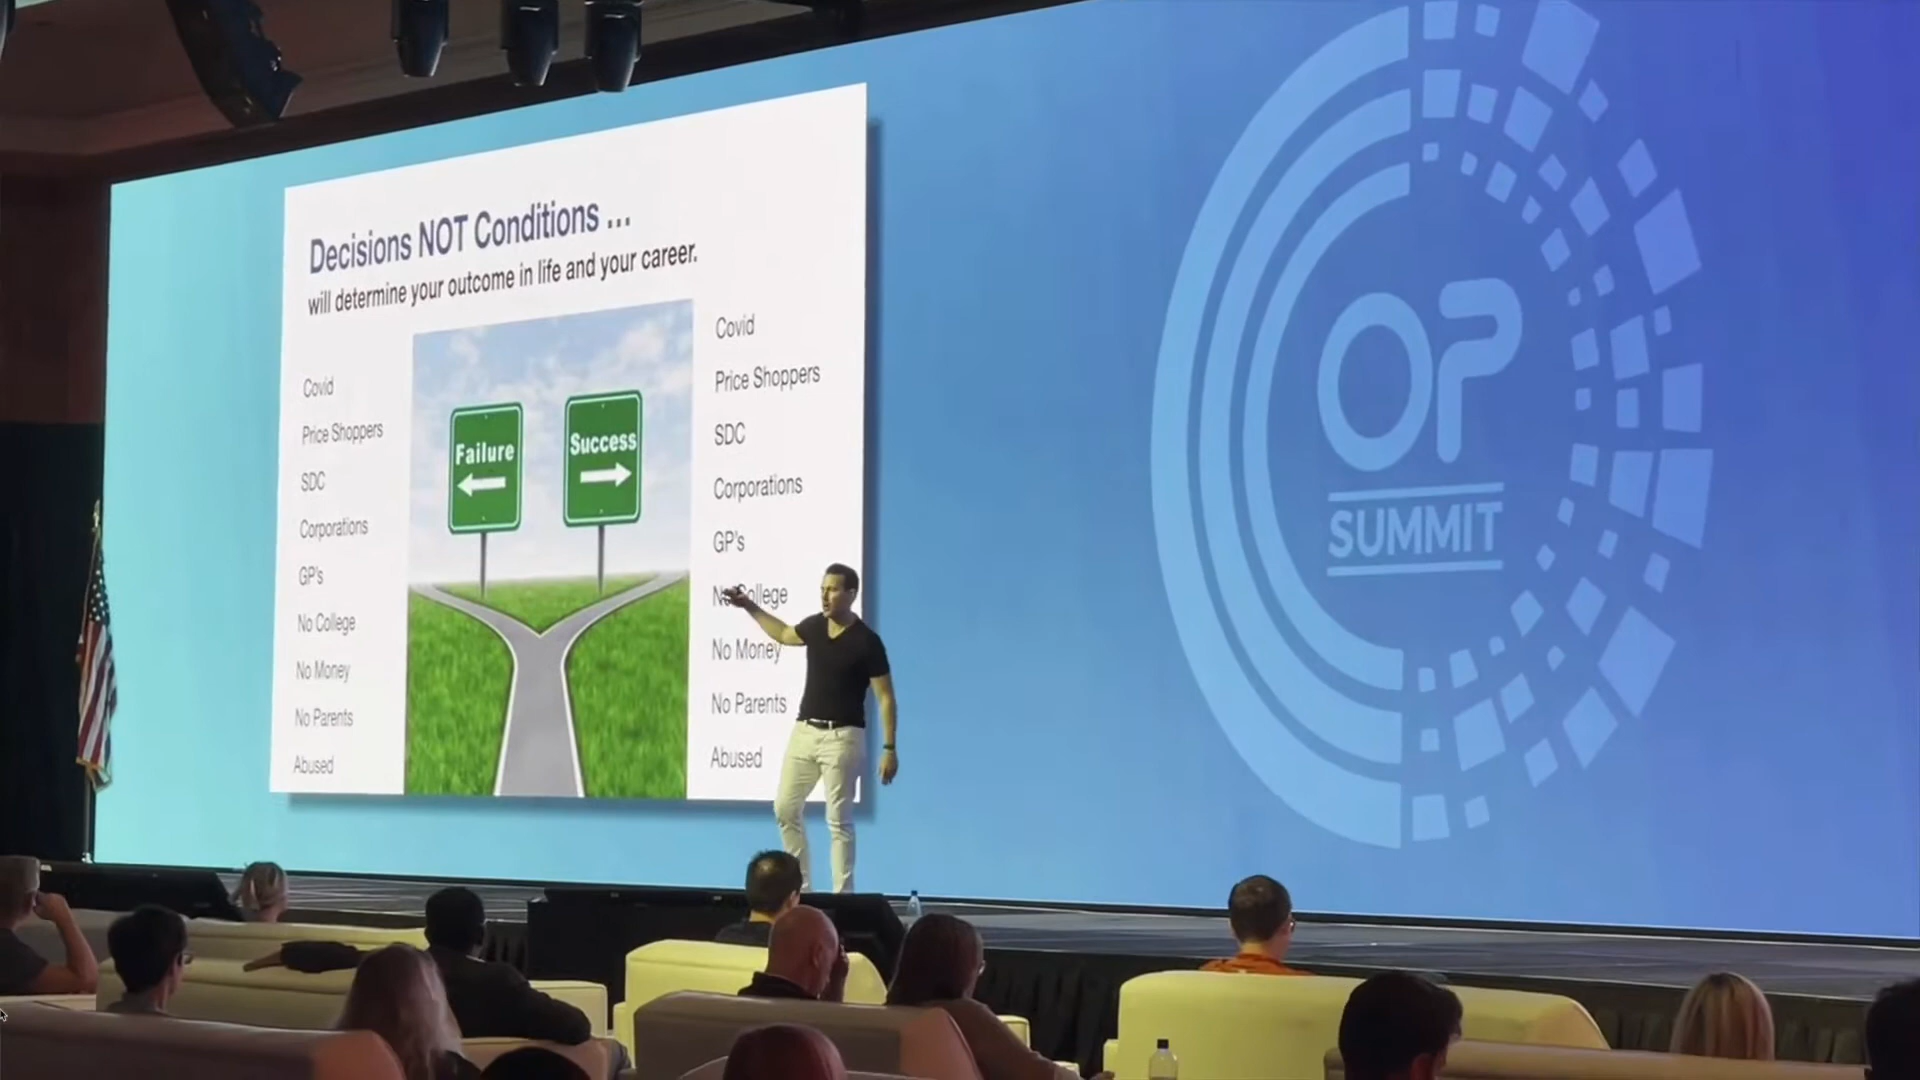 Decisions NOT Conditions ...
will determine your outcome in life and your career.
Covid
Price Shoppers
SDC
Corporations
GP's
No College
No Money
No Parents
Abused
Failure
Success
Covid
Price Shoppers
SDC
Corporations
GP's
No College
No Money
No Parents
Abused
OP
SUMMIT